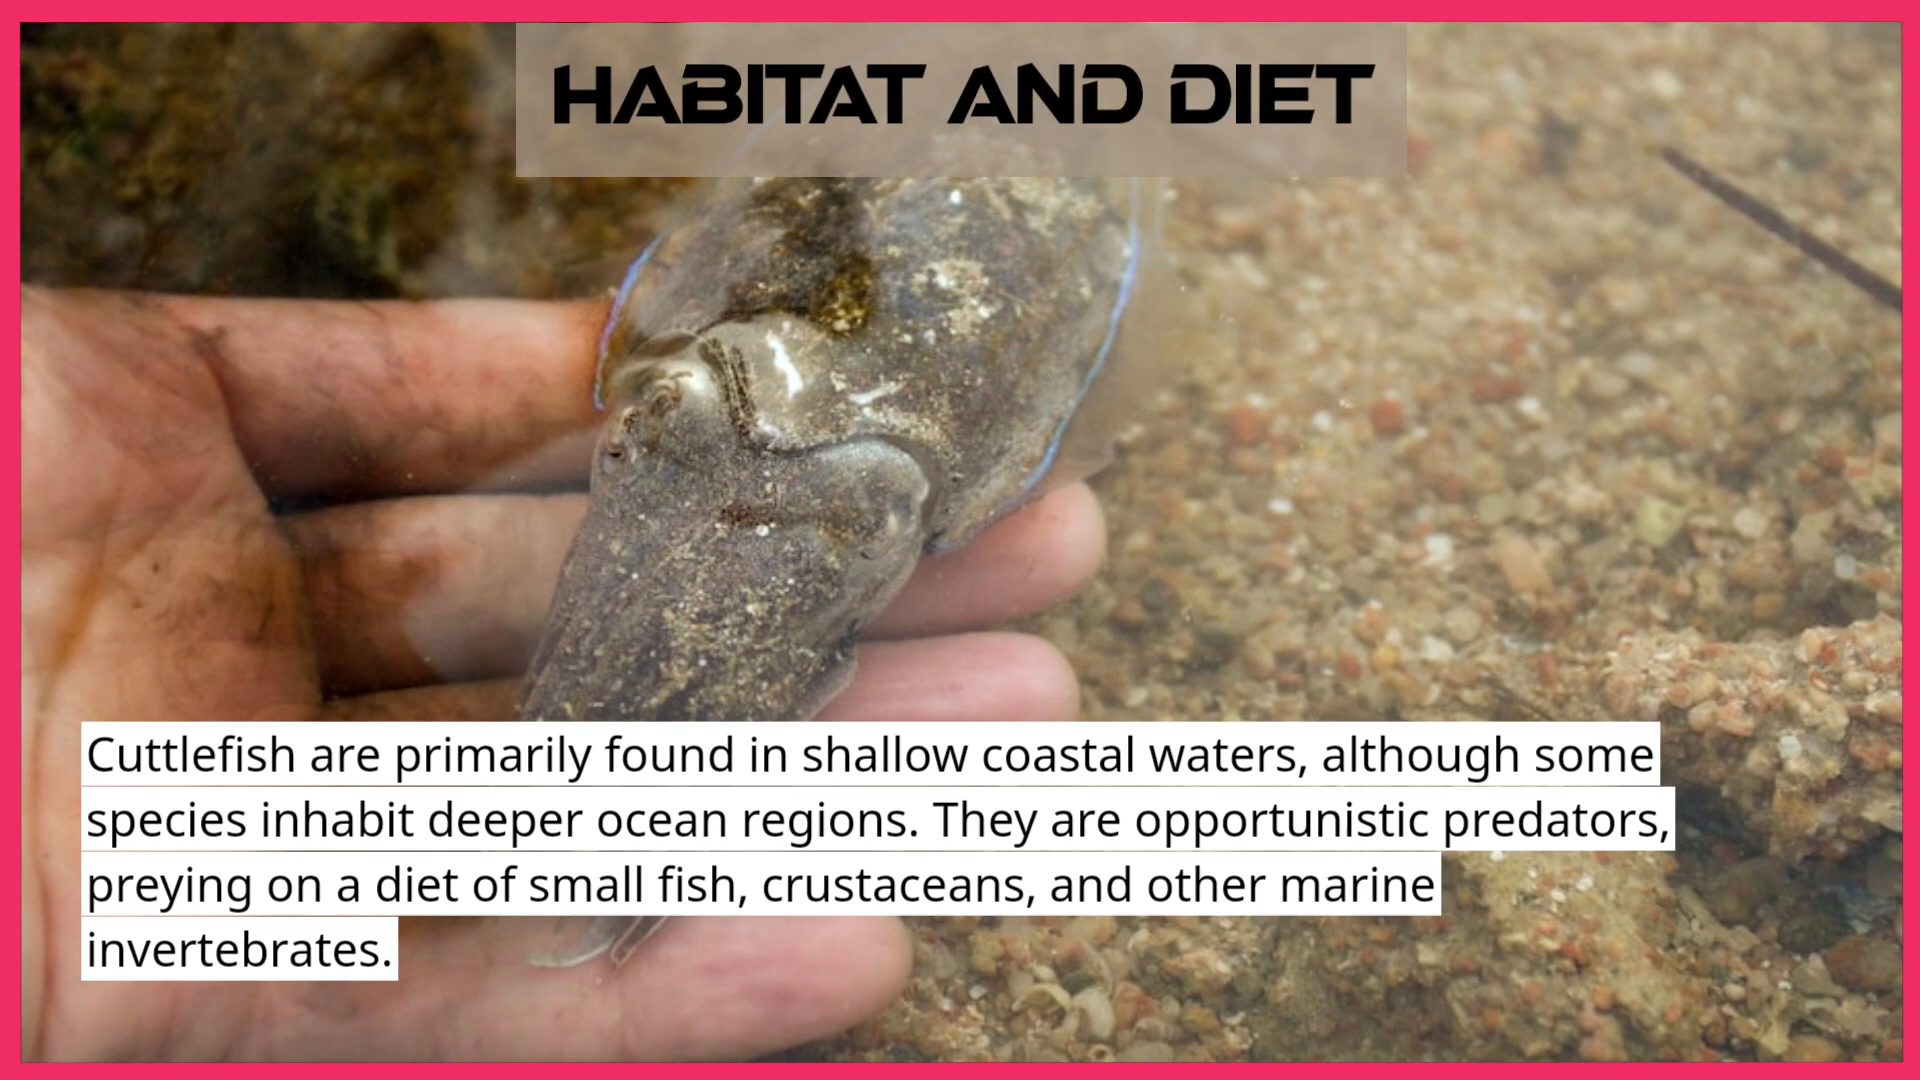 HABITAT AND DIET
Cuttlefish are primarily found in shallow coastal waters, although some
species inhabit deeper ocean regions. They are opportunistic predators,
preying on a diet of small fish, crustaceans, and other marine
invertebrates.